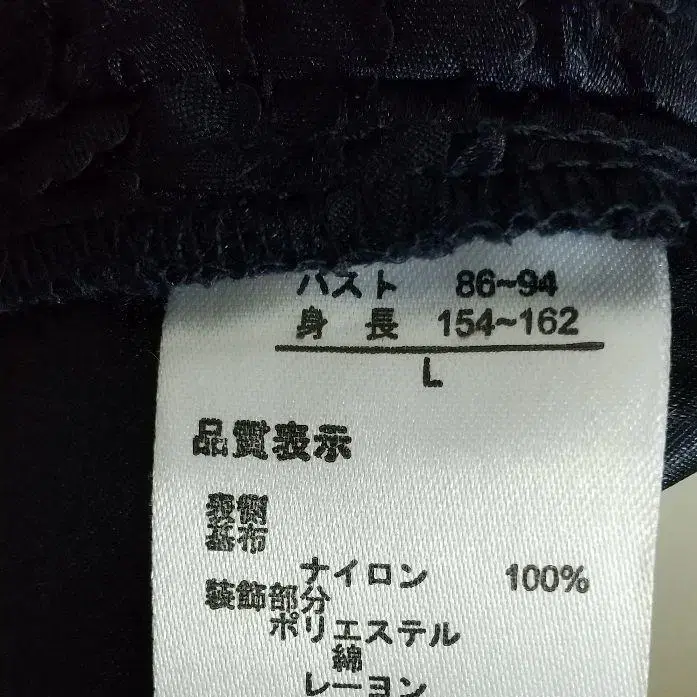 バスト 86~94
身 長 154~162
L
品質表示
表側
基布
ナイロン 100%
装飾部分
ポリエステル
綿
レーヨン